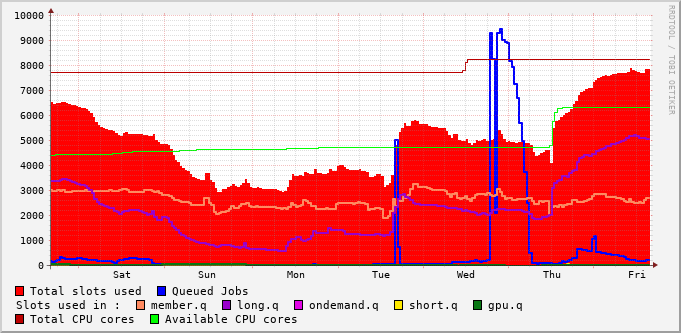 10000
9000
8000
7000
6000
5000
4000
3000
2000
1000
0
Sat Sun Mon Tue Wed Thu Fri
Total slots used Queued Jobs
Slots used in : member.q long.q ondemand.q short.q gpu.q
Total CPU cores Available CPU cores
RRDTOOL / TOBI OETIKER